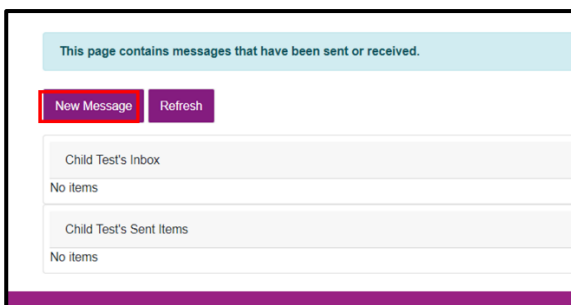 This page contains messages that have been sent or received.
New Message Refresh
Child Test's Inbox
No items
Child Test's Sent Items
No items